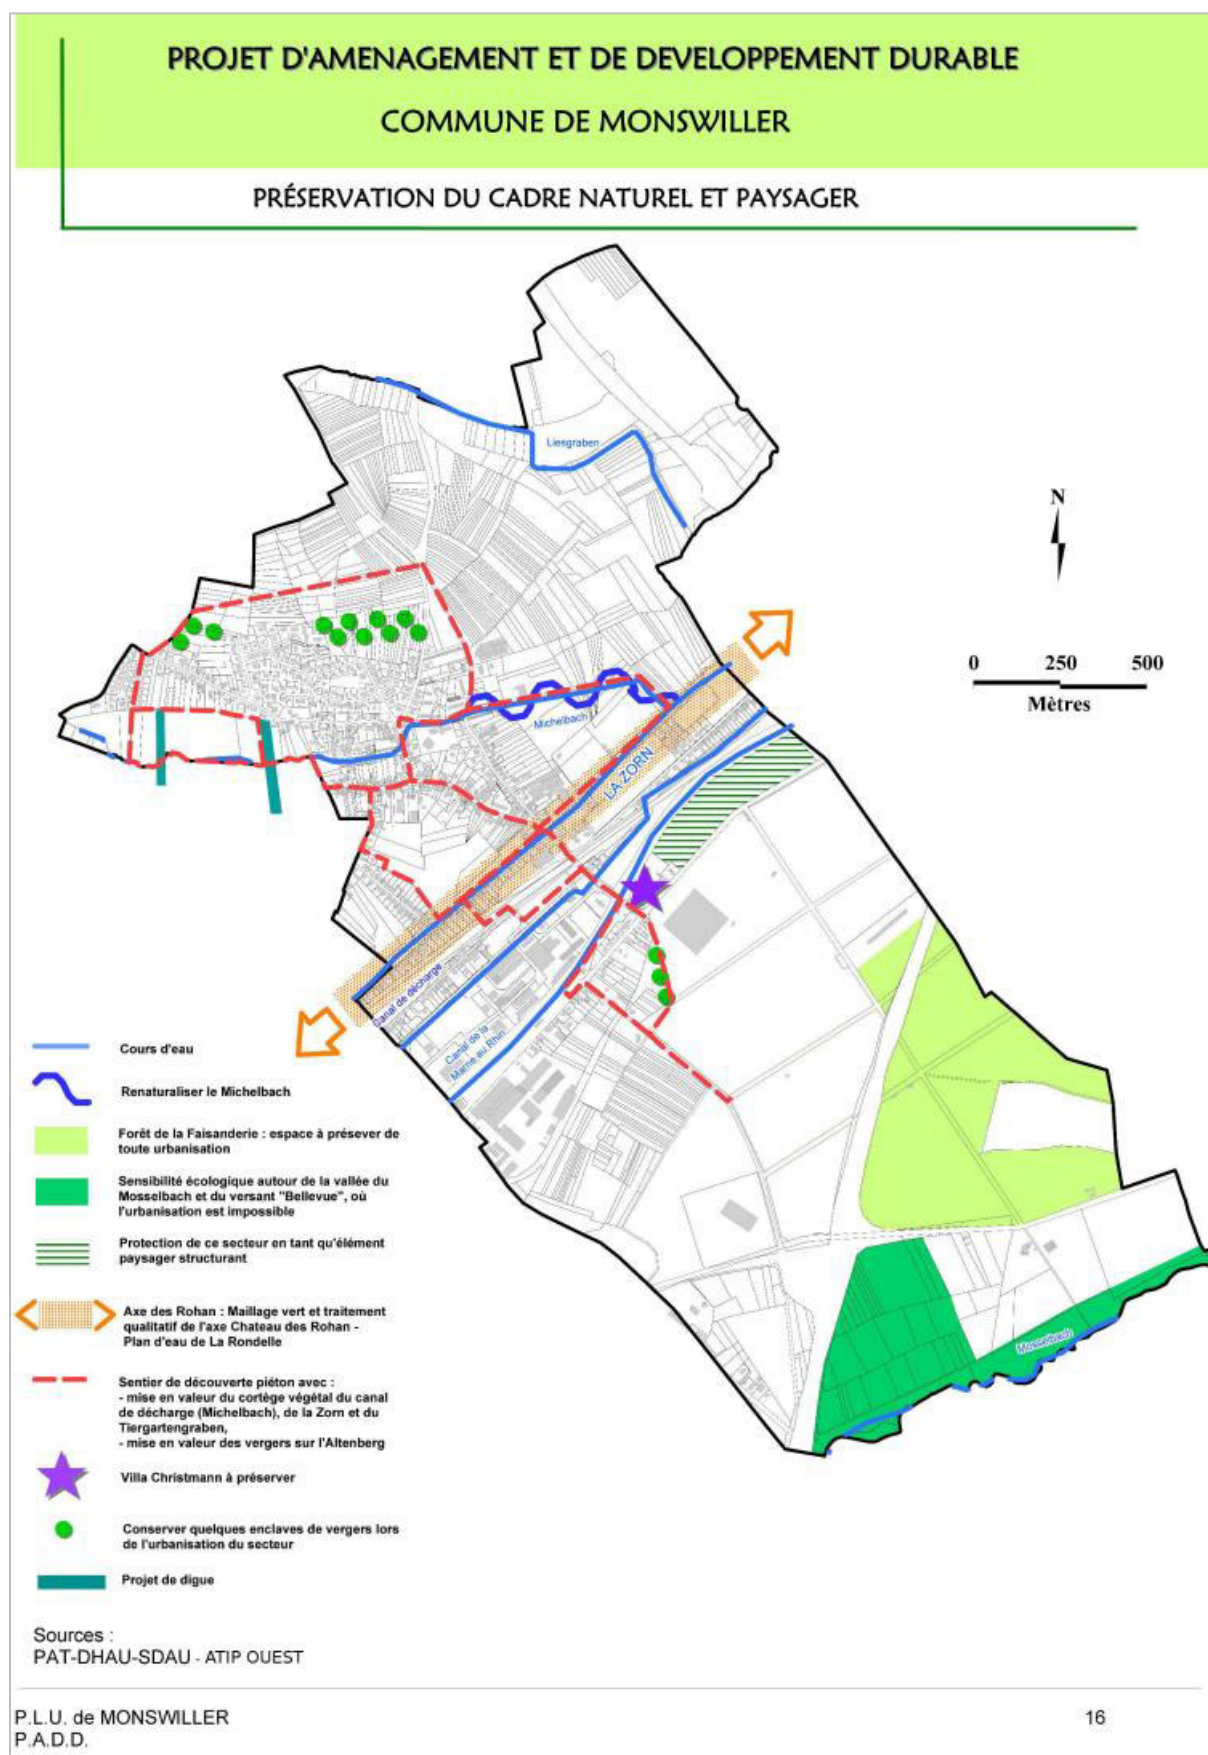 PROJET D'AMENAGEMENT ET DE DEVELOPPEMENT DURABLE
COMMUNE DE MONSWILLER
PRÉSERVATION DU CADRE NATUREL ET PAYSAGER
Liesgraben
N
0 250 500
Mètres
Michelbach
LA ZORN
Canal de décharge
Canal de la
Marne au Rhin
Mosselbach
Cours d'eau
Renaturaliser le Michelbach
Forêt de la Faisanderie : espace à présever de
toute urbanisation
Sensibilité écologique autour de la vallée du
Mosselbach et du versant "Bellevue", où
l'urbanisation est impossible
Protection de ce secteur en tant qu'élément
paysager structurant
Axe des Rohan : Maillage vert et traitement
qualitatif de l'axe Chateau des Rohan -
Plan d'eau de La Rondelle
Sentier de découverte piéton avec :
- mise en valeur du cortège végétal du canal
de décharge (Michelbach), de la Zorn et du
Tiergartengraben,
- mise en valeur des vergers sur l'Altenberg
Villa Christmann à préserver
Conserver quelques enclaves de vergers lors
de l'urbanisation du secteur
Projet de digue
Sources :
PAT-DHAU-SDAU - ATIP OUEST
P.L.U. de MONSWILLER
P.A.D.D.
16